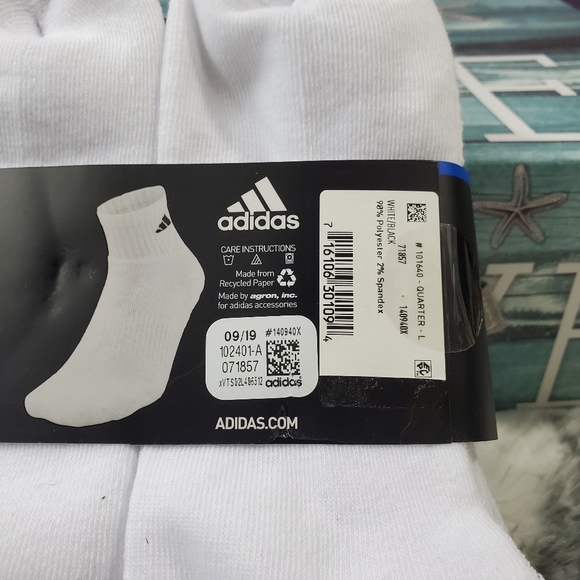 adidas
CARE INSTRUCTIONS
Made from
Recycled Paper
Made by agron, inc.
for adidas accessories
09/19 #140940X
102401-A
071857
xVTS02L496312
adidas
ADIDAS.COM
# 101640 - QUARTER - L
71857 - 140940X
WHITE/BLACK
98% Polyester 2% Spandex
7 16106 30109 4
E